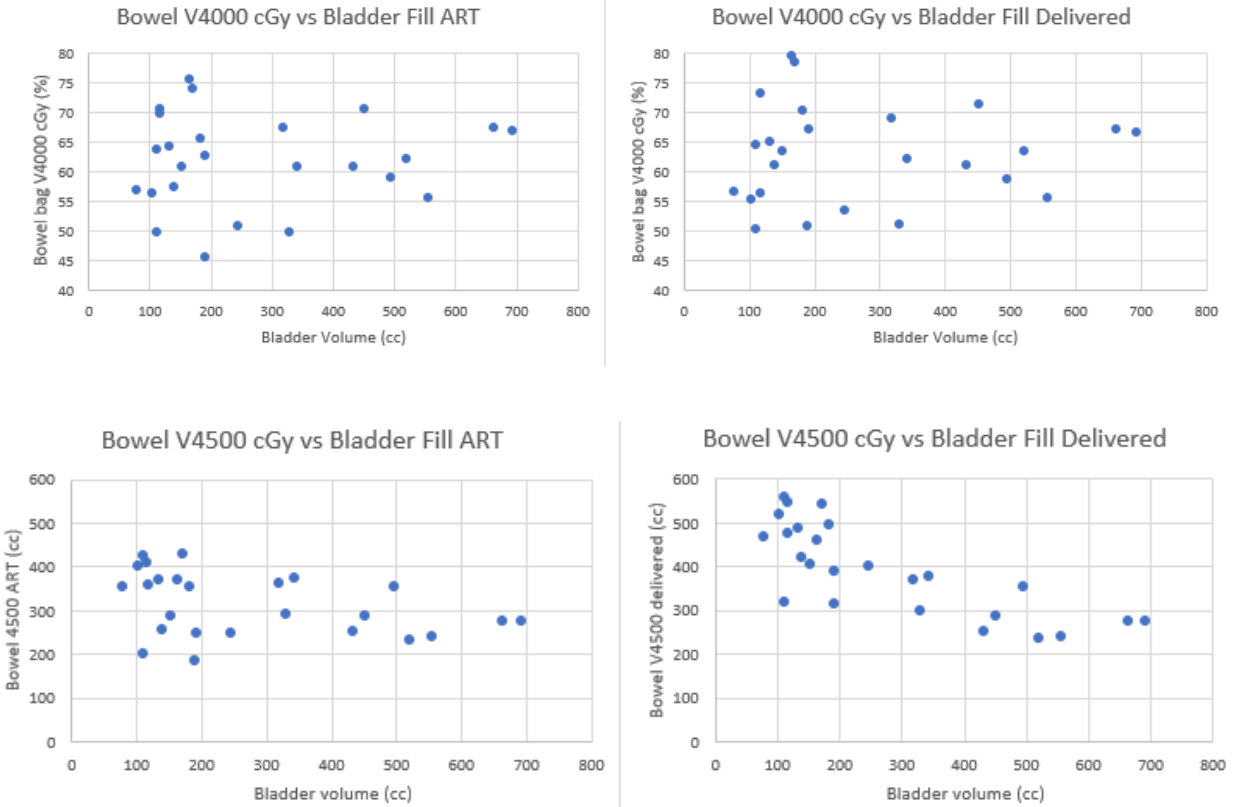 Bowel V4000 cGy vs Bladder Fill ART
Bowel bag V4000 cGy (%)
80
75
70
65
60
55
50
45
40
0 100 200 300 400 500 600 700 800
Bladder Volume (cc)
Bowel V4000 cGy vs Bladder Fill Delivered
Bowel bag V4000 cGy (%)
80
75
70
65
60
55
50
45
40
0 100 200 300 400 500 600 700 800
Bladder Volume (cc)
Bowel V4500 cGy vs Bladder Fill ART
Bowel 4500 ART (cc)
600
500
400
300
200
100
0
0 100 200 300 400 500 600 700 800
Bladder volume (cc)
Bowel V4500 cGy vs Bladder Fill Delivered
Bowel V4500 delivered (cc)
600
500
400
300
200
100
0
0 100 200 300 400 500 600 700 800
Bladder volume (cc)